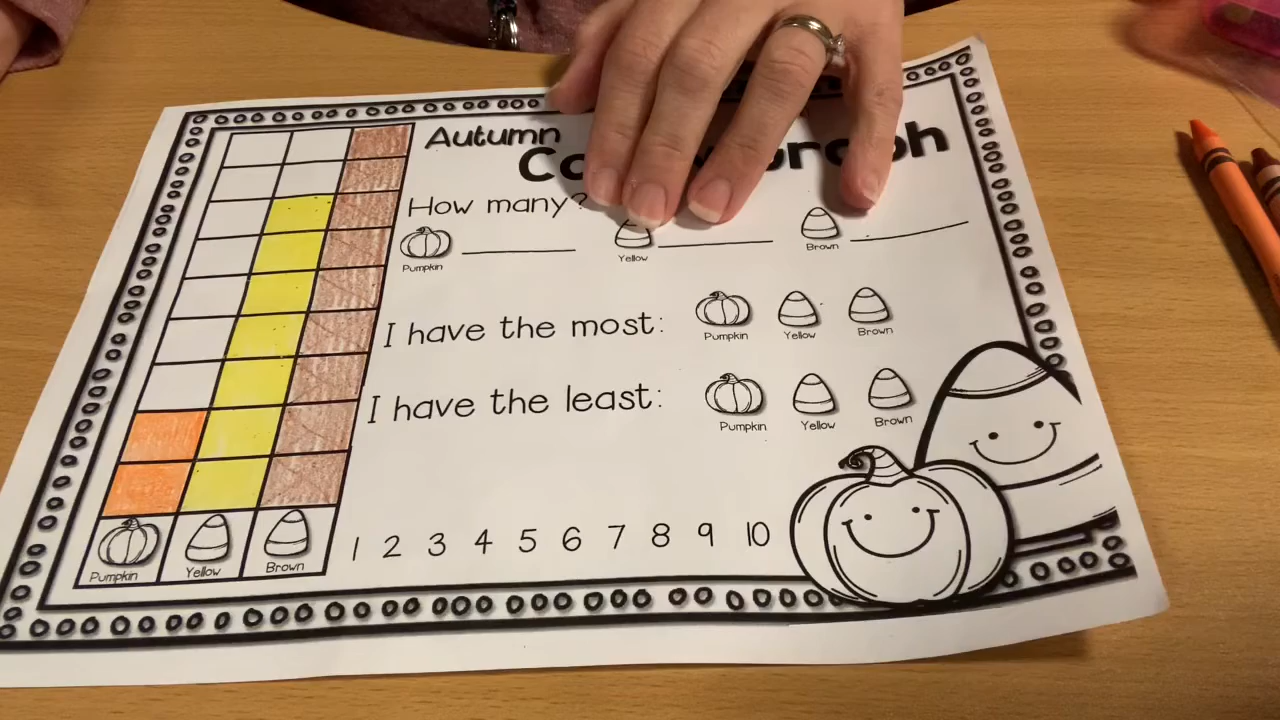 Autumn
How many?
Pumpkin Yellow Brown
I have the most:
Pumpkin Yellow Brown
I have the least:
Pumpkin Yellow Brown
1 2 3 4 5 6 7 8 9 10
Pumpkin Yellow Brown